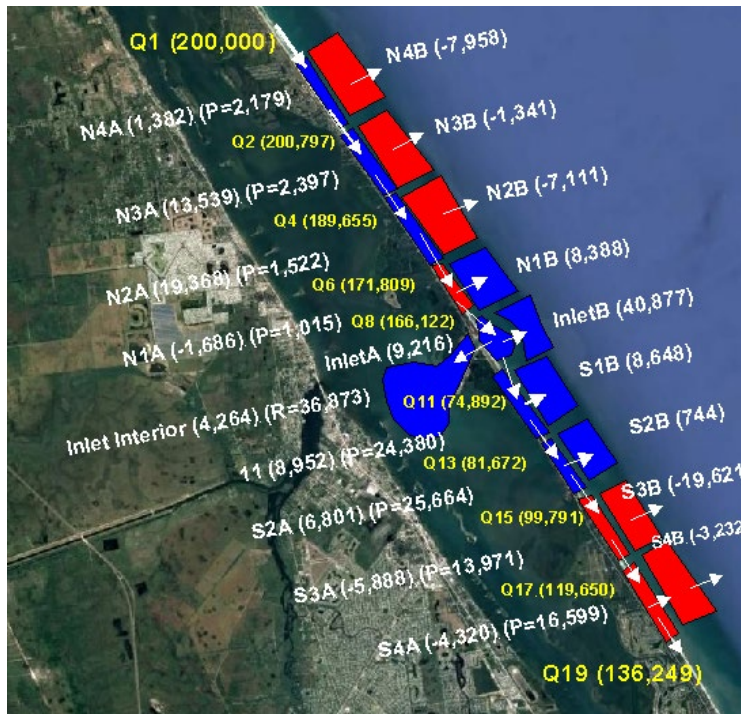 Q1 (200,000)
N4B (-7,958)
N4A (1,382) (P=2,179)
Q2 (200,797)
N3B (-1,341)
N3A (13,539) (P=2,397)
Q4 (189,655)
N2B (-7,111)
N2A (19,368) (P=1,522)
Q6 (171,809)
N1B (8,388)
N1A (-1,686) (P=1,015)
Q8 (166,122)
InletB (40,877)
InletA (9,216)
S1B (8,648)
Inlet Interior (4,264) (R=36,873)
Q11 (74,892)
S2B (744)
11 (8,952) (P=24,380)
Q13 (81,672)
S3B (-19,621
S2A (6,801) (P=25,664)
Q15 (99,791)
S4B (-3,232
S3A (-5,888) (P=13,971)
Q17 (119,650)
S4A (-4,320) (P=16,599)
Q19 (136,249)